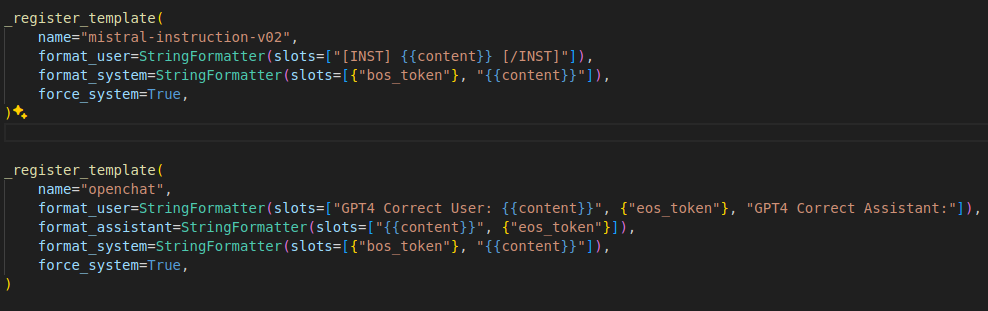 _register_template(
    name="mistral-instruction-v02",
    format_user=StringFormatter(slots=["[INST] {{content}} [/INST]"]),
    format_system=StringFormatter(slots=[{"bos_token"}, "{{content}}"]),
    force_system=True,
)
_register_template(
    name="openchat",
    format_user=StringFormatter(slots=["GPT4 Correct User: {{content}}", {"eos_token"}, "GPT4 Correct Assistant:"]),
    format_assistant=StringFormatter(slots=["{{content}}", {"eos_token"}]),
    format_system=StringFormatter(slots=[{"bos_token"}, "{{content}}"]),
    force_system=True,
)